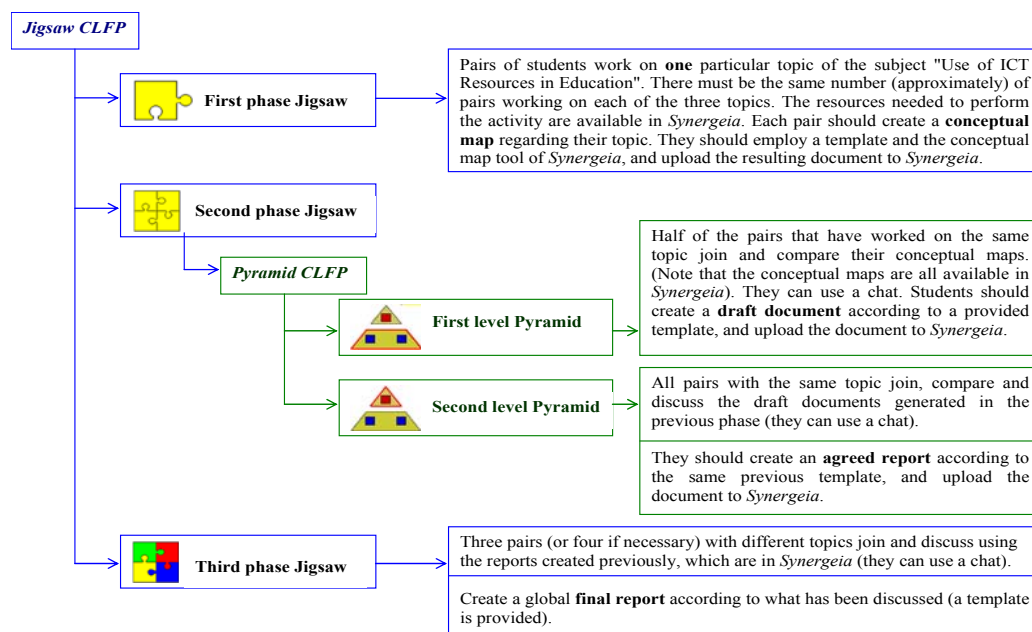 Jigsaw CLFP
First phase Jigsaw
Pairs of students work on one particular topic of the subject "Use of ICT
Resources in Education". There must be the same number (approximately) of
pairs working on each of the three topics. The resources needed to perform
the activity are available in Synergeia. Each pair should create a conceptual
map regarding their topic. They should employ a template and the conceptual
map tool of Synergeia, and upload the resulting document to Synergeia.
Second phase Jigsaw
Pyramid CLFP
First level Pyramid
Half of the pairs that have worked on the same
topic join and compare their conceptual maps.
(Note that the conceptual maps are all available in
Synergeia). They can use a chat. Students should
create a draft document according to a provided
template, and upload the document to Synergeia.
Second level Pyramid
All pairs with the same topic join, compare and
discuss the draft documents generated in the
previous phase (they can use a chat).
They should create an agreed report according to
the same previous template, and upload the
document to Synergeia.
Third phase Jigsaw
Three pairs (or four if necessary) with different topics join and discuss using
the reports created previously, which are in Synergeia (they can use a chat).
Create a global final report according to what has been discussed (a template
is provided).